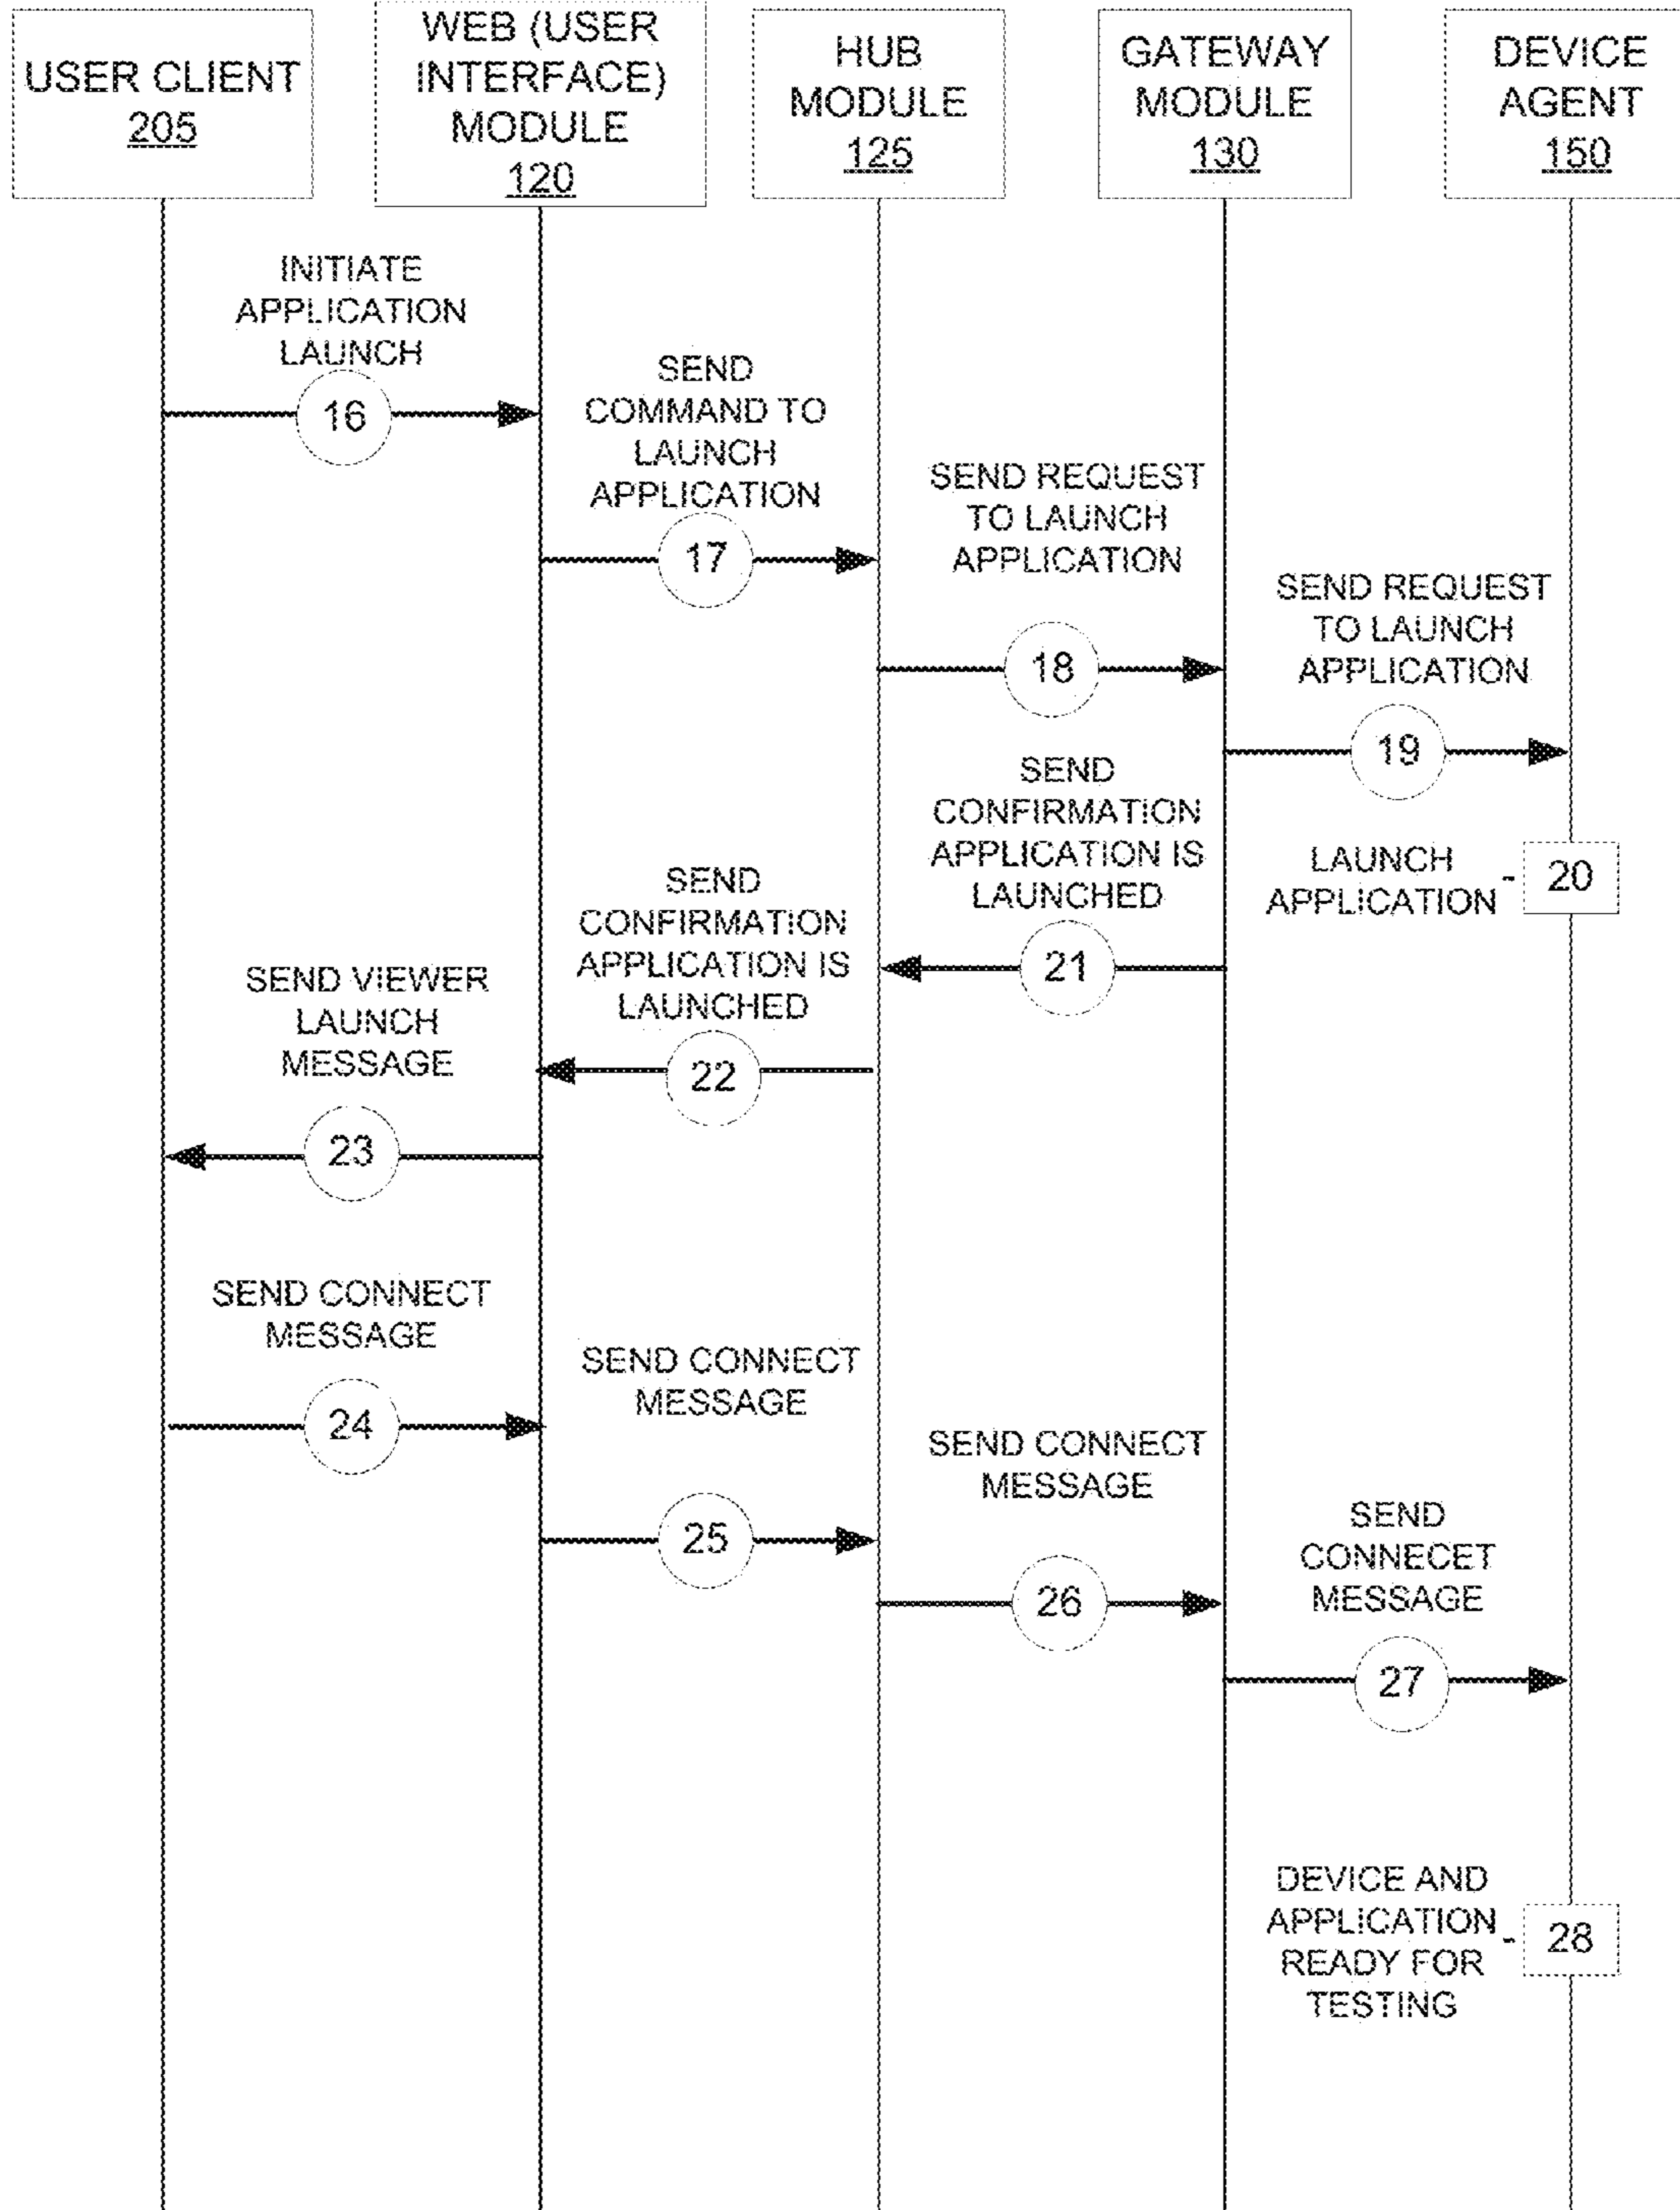 USER CLIENT
205
WEB (USER
INTERFACE)
MODULE
120
HUB
MODULE
125
GATEWAY
MODULE
130
DEVICE
AGENT
150
INITIATE
APPLICATION
LAUNCH
16
SEND
COMMAND TO
LAUNCH
APPLICATION
17
SEND REQUEST
TO LAUNCH
APPLICATION
18
SEND REQUEST
TO LAUNCH
APPLICATION
19
LAUNCH
APPLICATION -
20
SEND
CONFIRMATION
APPLICATION IS
LAUNCHED
21
SEND
CONFIRMATION
APPLICATION IS
LAUNCHED
22
SEND VIEWER
LAUNCH
MESSAGE
23
SEND CONNECT
MESSAGE
24
SEND CONNECT
MESSAGE
25
SEND CONNECT
MESSAGE
26
SEND
CONNECET
MESSAGE
27
DEVICE AND
APPLICATION -
READY FOR
TESTING
28